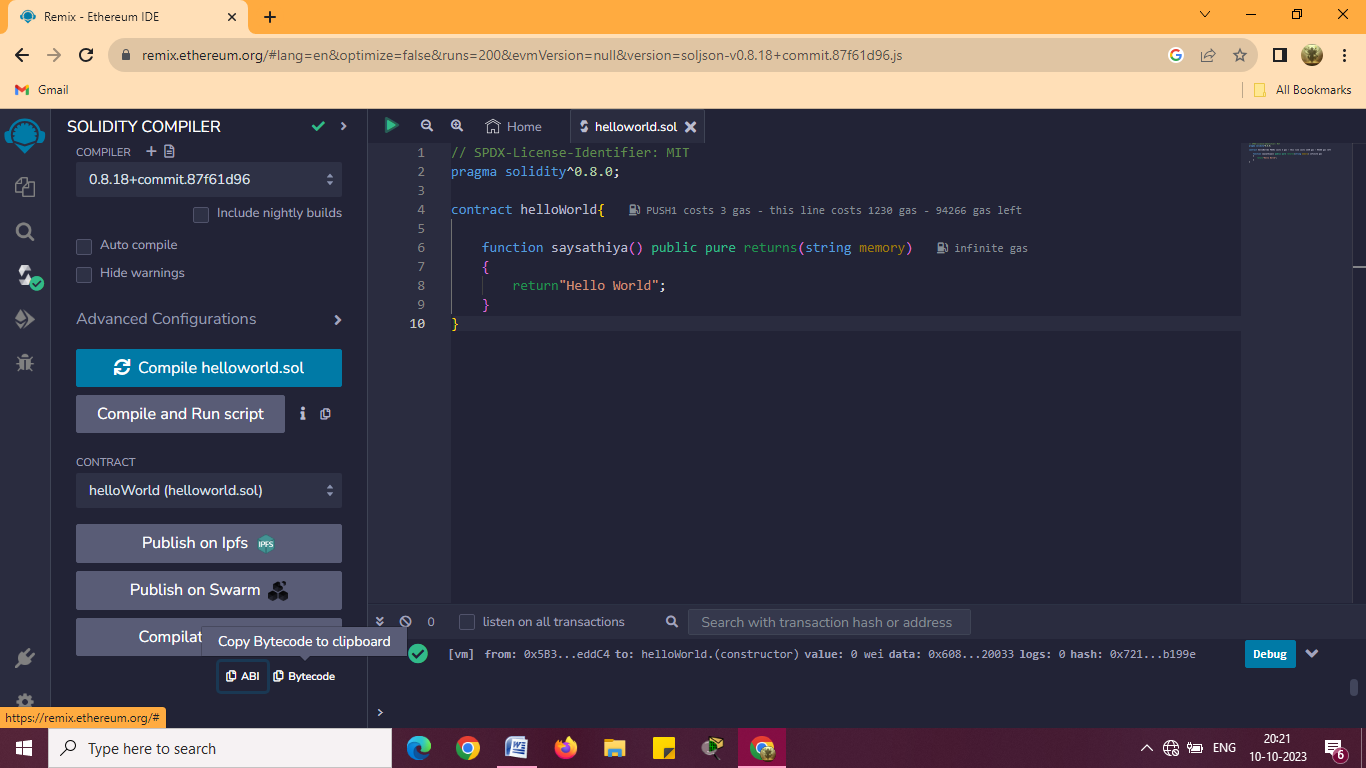 Remix - Ethereum IDE
remix.ethereum.org/#lang=en&optimize=false&runs=200&evmVersion=null&version=soljson-v0.8.18+commit.87f61d96.js
Gmail
All Bookmarks
SOLIDITY COMPILER
COMPILER
0.8.18+commit.87f61d96
Include nightly builds
Auto compile
Hide warnings
Advanced Configurations
Compile helloworld.sol
Compile and Run script
CONTRACT
helloWorld (helloworld.sol)
Publish on Ipfs IPFS
Publish on Swarm
Compilat
Copy Bytecode to clipboard
ABI Bytecode
https://remix.ethereum.org/#
Home helloworld.sol
1 // SPDX-License-Identifier: MIT
2 pragma solidity^0.8.0;
3
4 contract helloWorld{ PUSH1 costs 3 gas - this line costs 1230 gas - 94266 gas left
5
6 function saysathiya() public pure returns(string memory) infinite gas
7 {
8 return"Hello World";
9 }
10 }
0 listen on all transactions Search with transaction hash or address
[vm] from: 0x5B3...eddC4 to: helloWorld.(constructor) value: 0 wei data: 0x608...20033 logs: 0 hash: 0x721...b199e Debug
>
Type here to search
ENG
20:21
10-10-2023
6